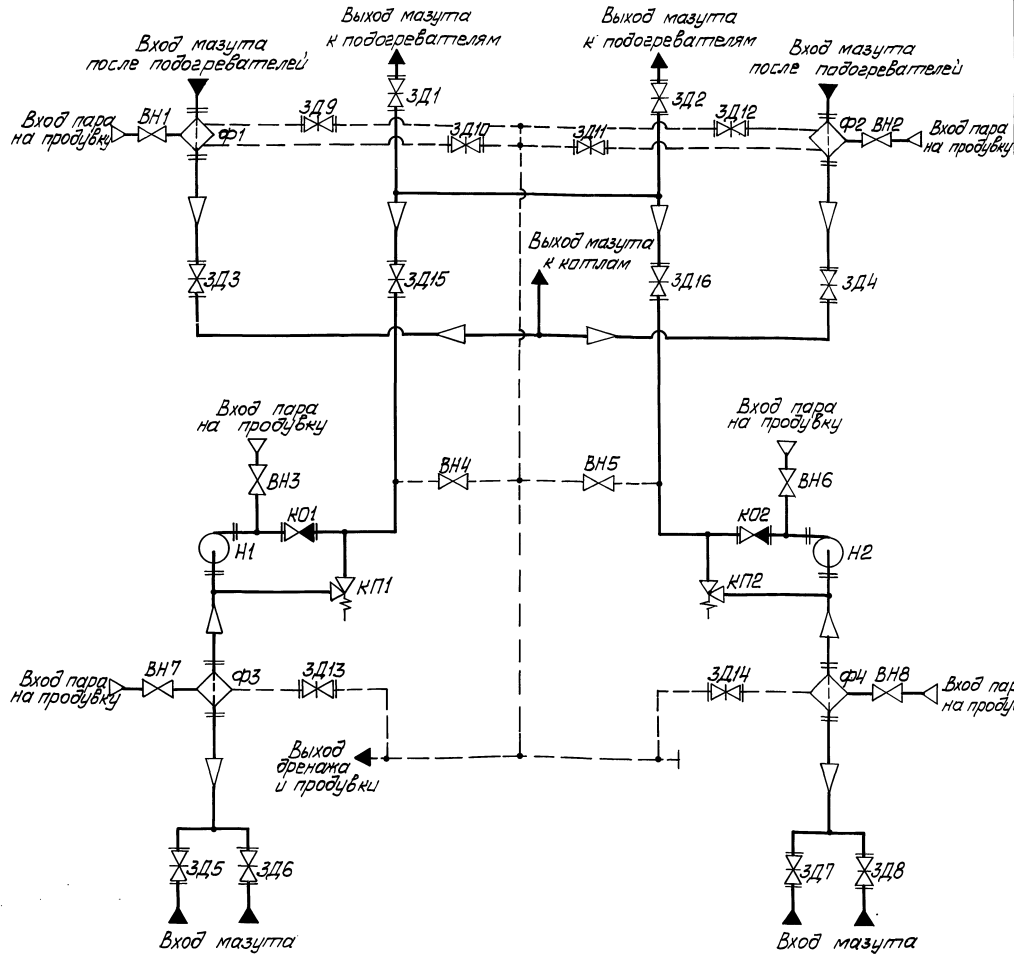 Выход мазута
к подогревателям
Выход мазута
к подогревателям
Вход мазута
после подогревателей
Вход мазута
после подогревателей
ЗД1
ЗД2
Вход пара
на продувку
ВН1
Ф1
ЗД9
ЗД10
ЗД11
ЗД12
Ф2
ВН2
Вход пара
на продувку
Выход мазута
к котлам
ЗД3
ЗД15
ЗД16
ЗД4
Вход пара
на продувку
Вход пара
на продувку
ВН3
ВН4
ВН5
ВН6
КО1
КО2
Н1
Н2
КП1
КП2
Вход пара
на продувку
ВН7
Ф3
ЗД13
ЗД14
Ф4
ВН8
Вход пар
на продув
Выход
дренажа
и продувки
ЗД5
ЗД6
ЗД7
ЗД8
Вход мазута
Вход мазута